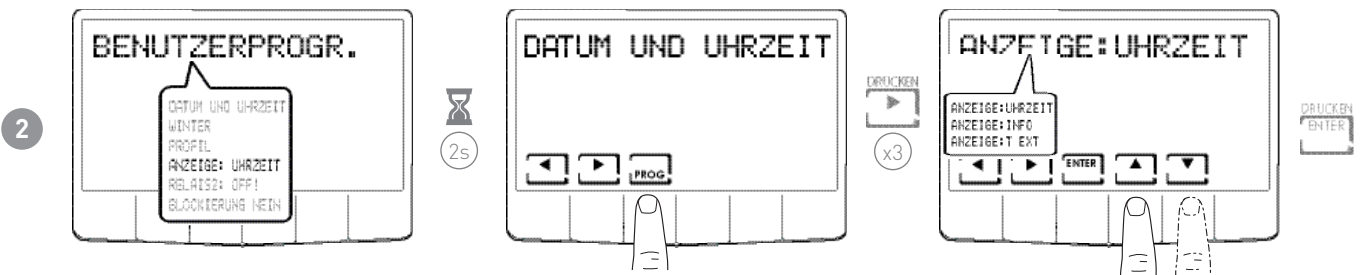 2
BENUTZERPROGR.
DATUM UND UHRZEIT
WINTER
PROFIL
ANZEIGE: UHRZEIT
RELAIS2: OFF!
BLOCKIERUNG NEIN
2s
DATUM UND UHRZEIT
PROG
DRUCKEN
x3
ANZEIGE:UHRZEIT
ANZEIGE:UHRZEIT
ANZEIGE:INFO
ANZEIGE:T EXT
ENTER
DRUCKEN
ENTER